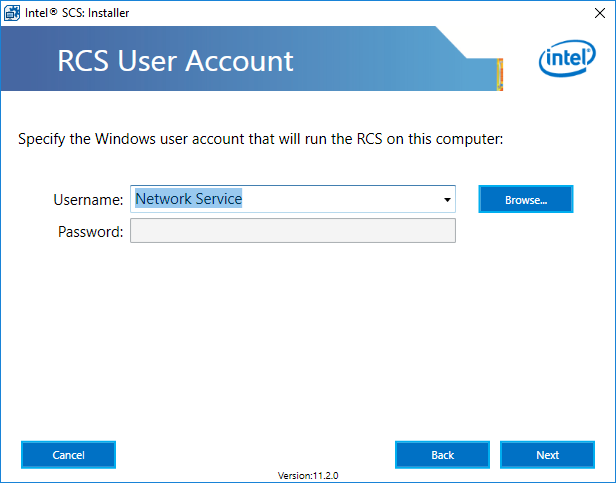 Intel® SCS: Installer
RCS User Account
intel
Specify the Windows user account that will run the RCS on this computer:
Username: Network Service Browse...
Password:
Cancel Back Next
Version:11.2.0